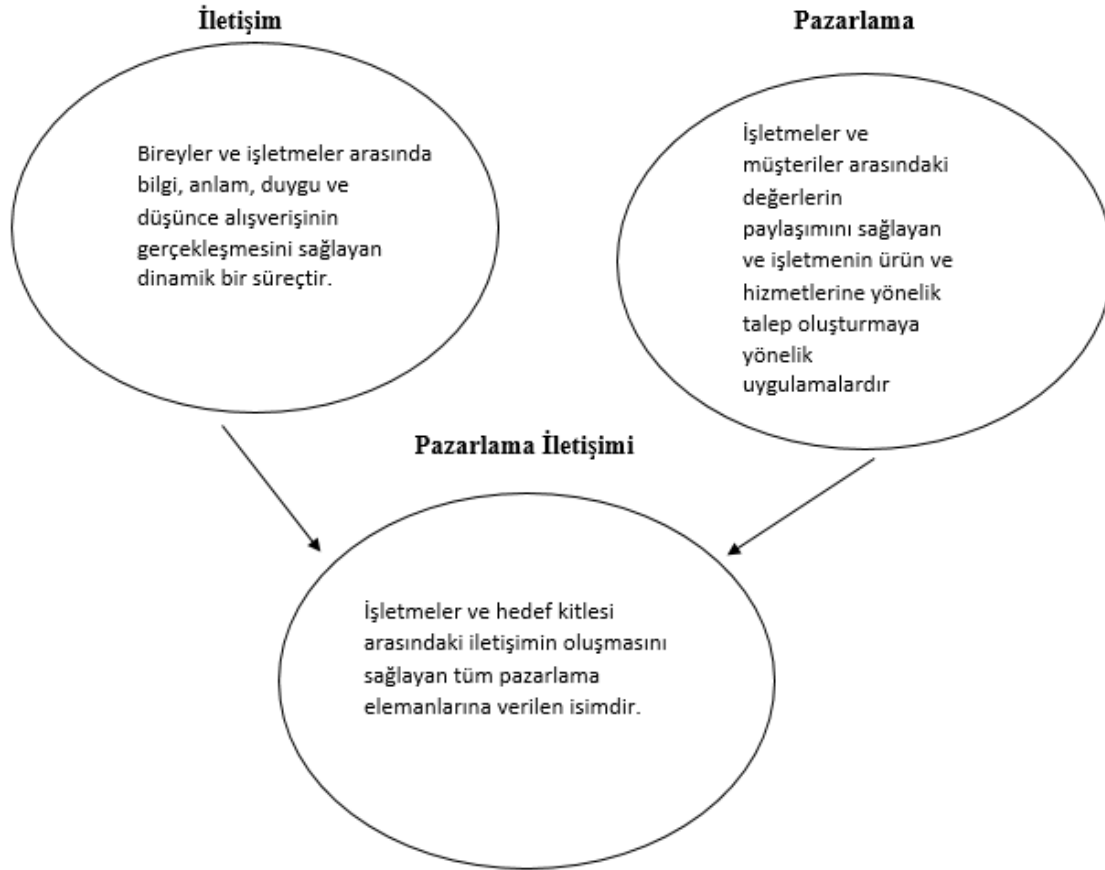 İletişim
Pazarlama
Bireyler ve işletmeler arasında
bilgi, anlam, duygu ve
düşünce alışverişinin
gerçekleşmesini sağlayan
dinamik bir süreçtir.
İşletmeler ve
müşteriler arasındaki
değerlerin
paylaşımını sağlayan
ve işletmenin ürün ve
hizmetlerine yönelik
talep oluşturmaya
yönelik
uygulamalardır
Pazarlama İletişimi
İşletmeler ve hedef kitlesi
arasındaki iletişimin oluşmasını
sağlayan tüm pazarlama
elemanlarına verilen isimdir.